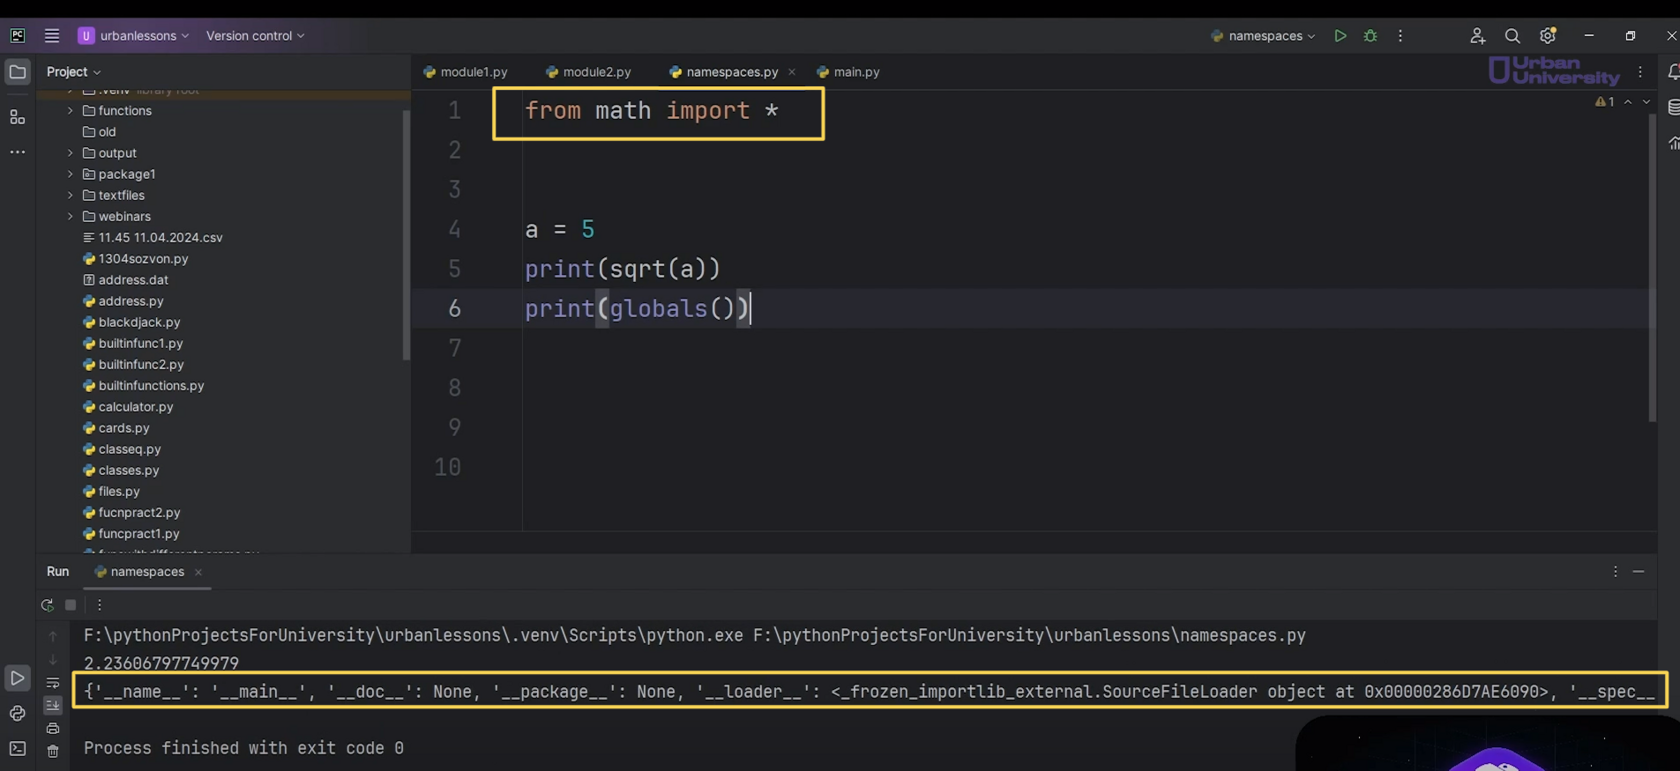 PC
U urbanlessons
Version control
namespaces
Project
module1.py
module2.py
namespaces.py
main.py
Urban
University
.venv library root
functions
old
output
package1
textfiles
webinars
11.45 11.04.2024.csv
1304sozvon.py
address.dat
address.py
blackdjack.py
builtinfunc1.py
builtinfunc2.py
builtinfunctions.py
calculator.py
cards.py
classeq.py
classes.py
files.py
fucnpract2.py
funcpract1.py
1 from math import *
2
3
4 a = 5
5 print(sqrt(a))
6 print(globals())
7
8
9
10
1
Run
namespaces
F:\pythonProjectsForUniversity\urbanlessons\.venv\Scripts\python.exe F:\pythonProjectsForUniversity\urbanlessons\namespaces.py
2.23606797749979
{'__name__': '__main__', '__doc__': None, '__package__': None, '__loader__': <_frozen_importlib_external.SourceFileLoader object at 0x00000286D7AE6090>, '__spec__
Process finished with exit code 0